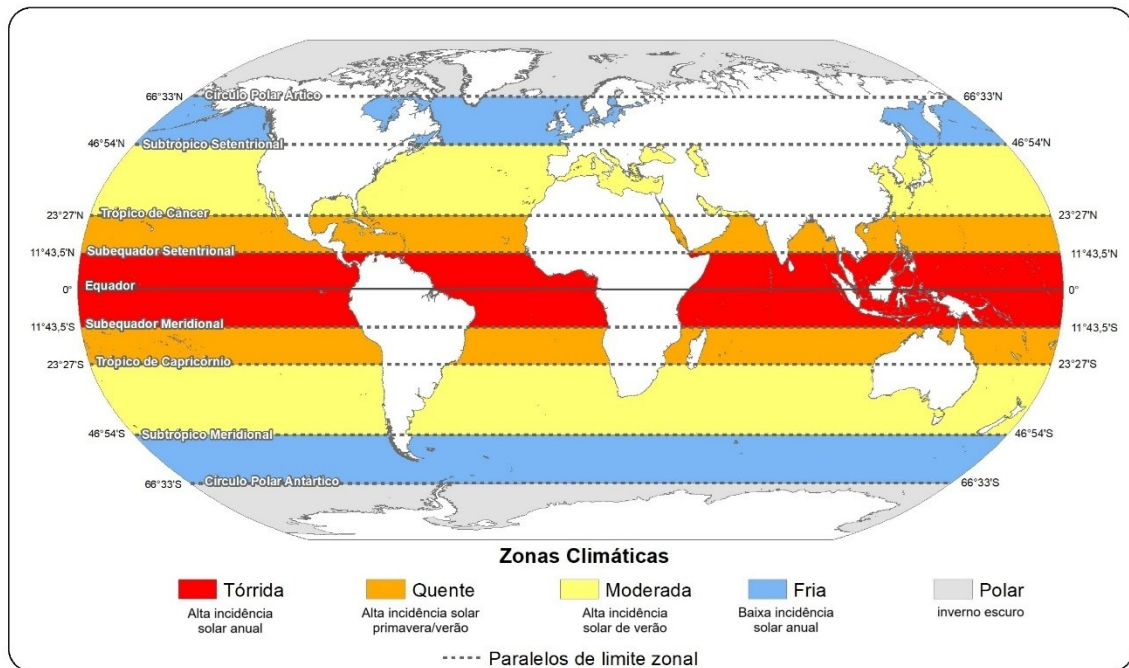 66°33'N Círculo Polar Ártico 66°33'N
46°54'N Subtrópico Setentrional 46°54'N
23°27'N Trópico de Câncer 23°27'N
11°43,5'N Subequador Setentrional 11°43,5'N
0° Equador 0°
11°43,5'S Subequador Meridional 11°43,5'S
23°27'S Trópico de Capricórnio 23°27'S
46°54'S Subtrópico Meridional 46°54'S
66°33'S Círculo Polar Antártico 66°33'S
Zonas Climáticas
Tórrida Quente Moderada Fria Polar
Alta incidência Alta incidência solar Alta incidência Baixa incidência inverno escuro
solar anual primavera/verão solar de verão solar anual
Paralelos de limite zonal